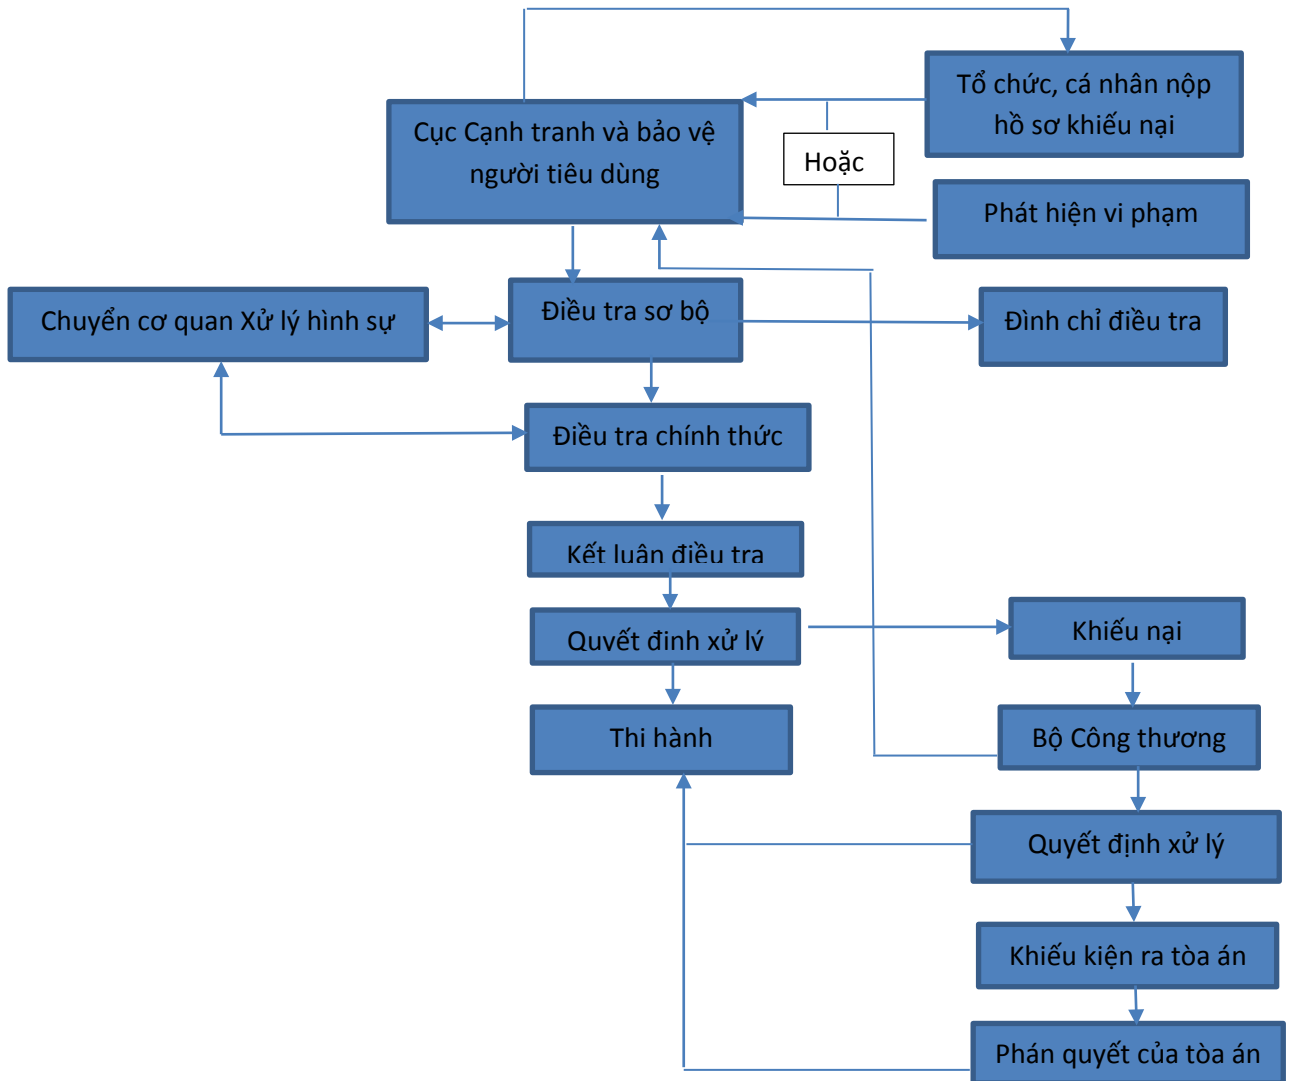 Tổ chức, cá nhân nộp
hồ sơ khiếu nại
Cục Cạnh tranh và bảo vệ
người tiêu dùng
Hoặc
Phát hiện vi phạm
Chuyển cơ quan Xử lý hình sự
Điều tra sơ bộ
Đình chỉ điều tra
Điều tra chính thức
Kết luận điều tra
Quyết định xử lý
Khiếu nại
Thi hành
Bộ Công thương
Quyết định xử lý
Khiếu kiện ra tòa án
Phán quyết của tòa án